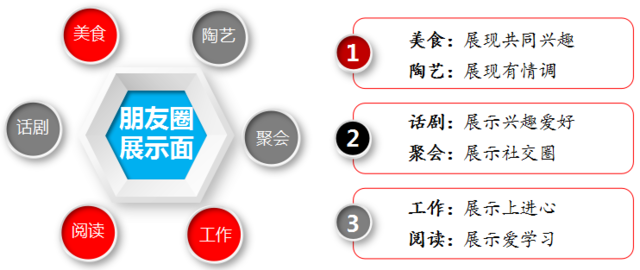 美食
陶艺
话剧
朋友圈
展示面
聚会
阅读
工作
1
美食：展现共同兴趣
陶艺：展现有情调
2
话剧：展示兴趣爱好
聚会：展示社交圈
3
工作：展示上进心
阅读：展示爱学习